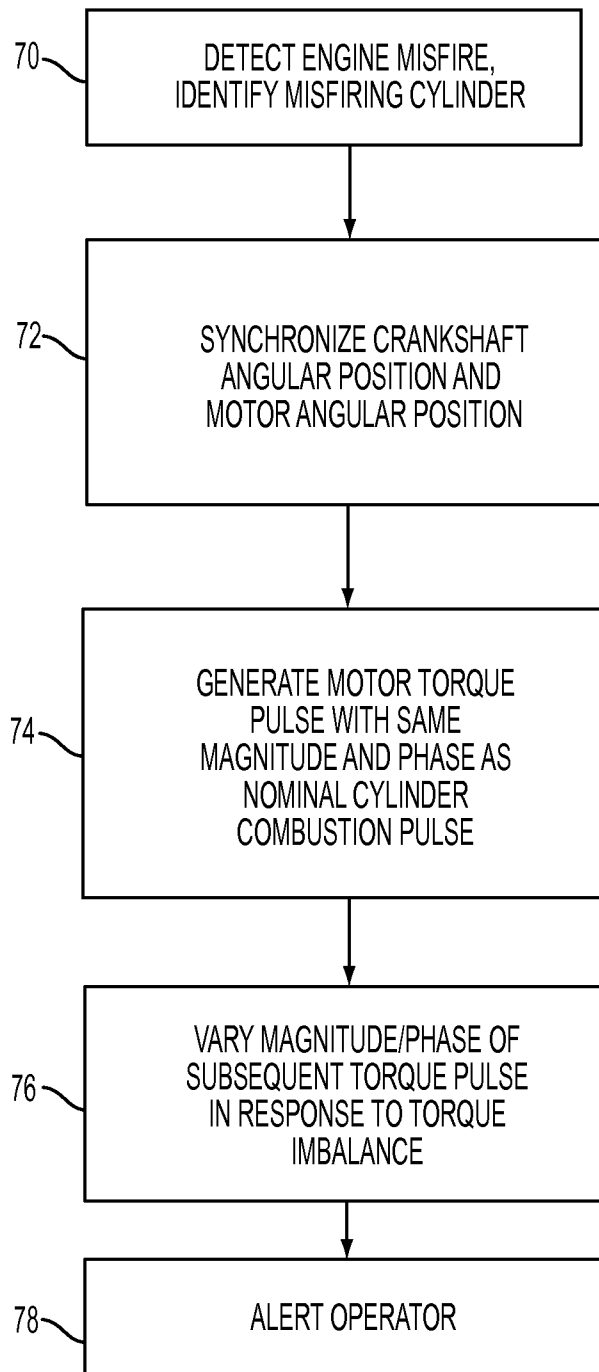 70
DETECT ENGINE MISFIRE,
IDENTIFY MISFIRING CYLINDER
72
SYNCHRONIZE CRANKSHAFT
ANGULAR POSITION AND
MOTOR ANGULAR POSITION
74
GENERATE MOTOR TORQUE
PULSE WITH SAME
MAGNITUDE AND PHASE AS
NOMINAL CYLINDER
COMBUSTION PULSE
76
VARY MAGNITUDE/PHASE OF
SUBSEQUENT TORQUE PULSE
IN RESPONSE TO TORQUE
IMBALANCE
78
ALERT OPERATOR